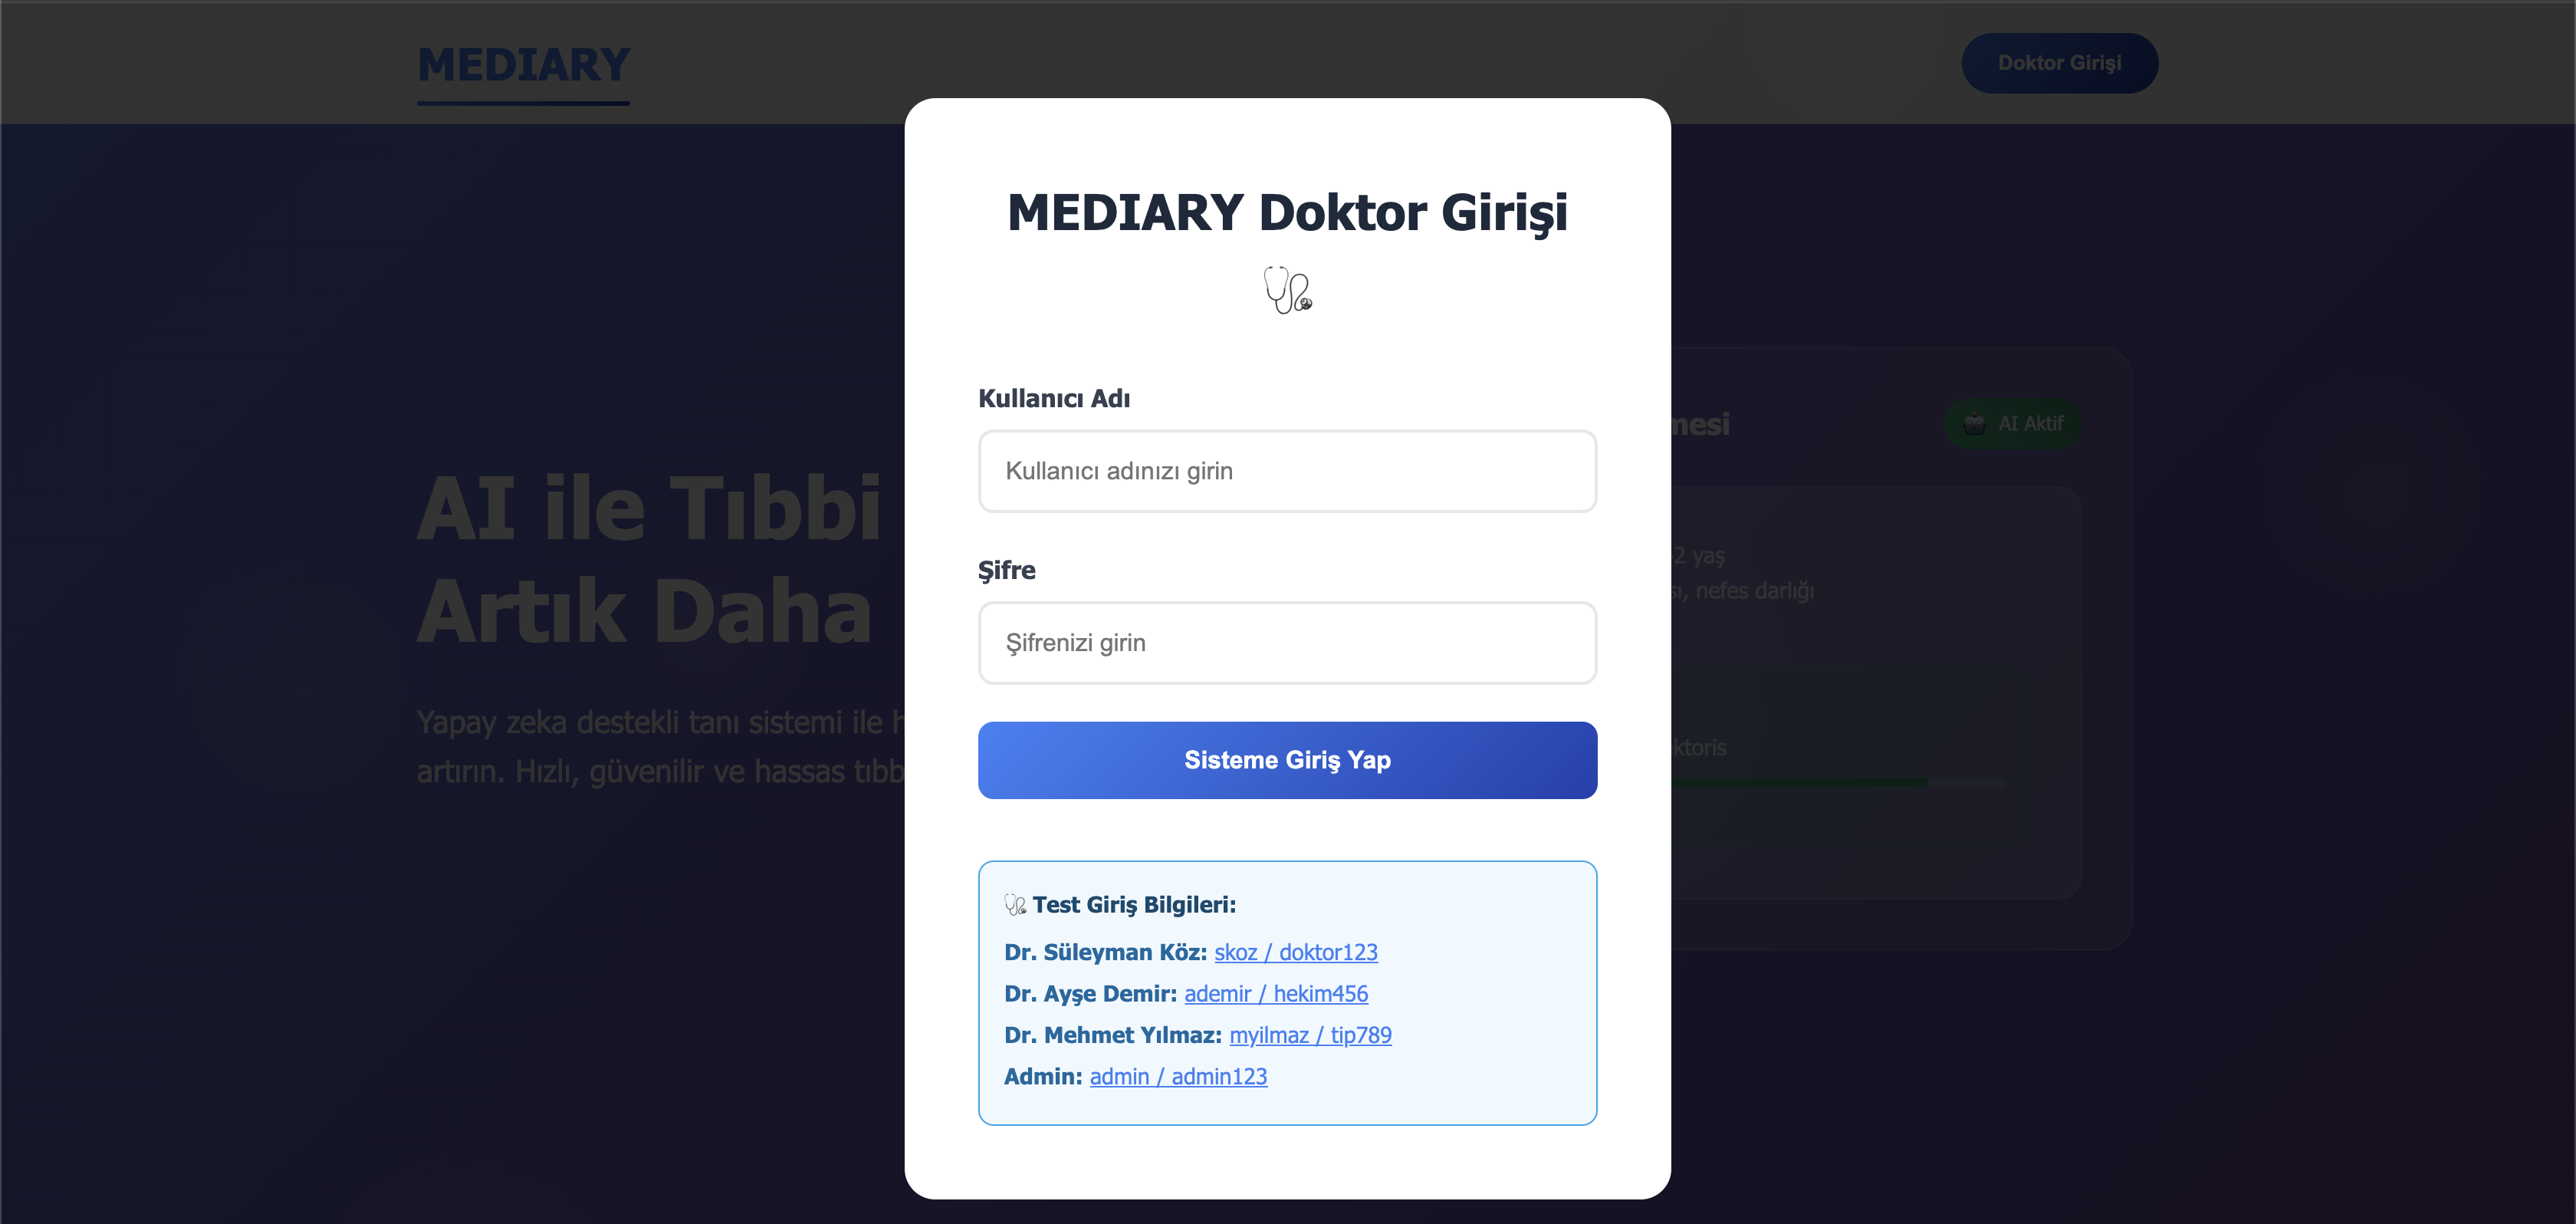 MEDIARY
Doktor Girişi
MEDIARY Doktor Girişi
Kullanıcı Adı
Kullanıcı adınızı girin
Şifre
Şifrenizi girin
Sisteme Giriş Yap
Test Giriş Bilgileri:
Dr. Süleyman Köz: skoz / doktor123
Dr. Ayşe Demir: ademir / hekim456
Dr. Mehmet Yılmaz: myilmaz / tip789
Admin: admin / admin123
AI ile Tıbbi
Artık Daha
Yapay zeka destekli tanı sistemi ile
artırın. Hızlı, güvenilir ve hassas
AI Aktif
2 yaş
nefes darlığı